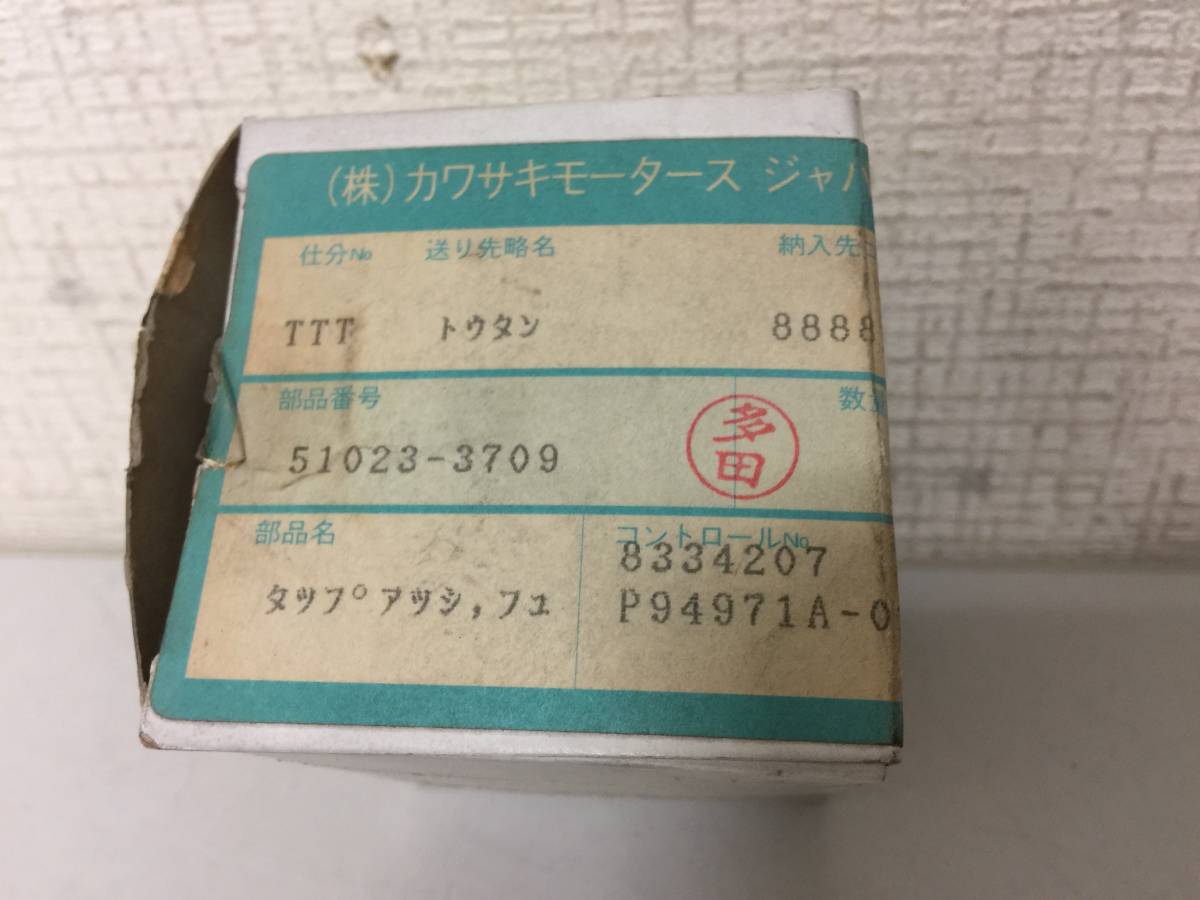 (株)カワサキモータース ジャパ
仕分No 送り先略名 納入先
TTT トウタン 8888
部品番号 数
51023-3709 多田
部品名 コントロールNo.
8334207
タツプアツシ,フユ P94971A-0